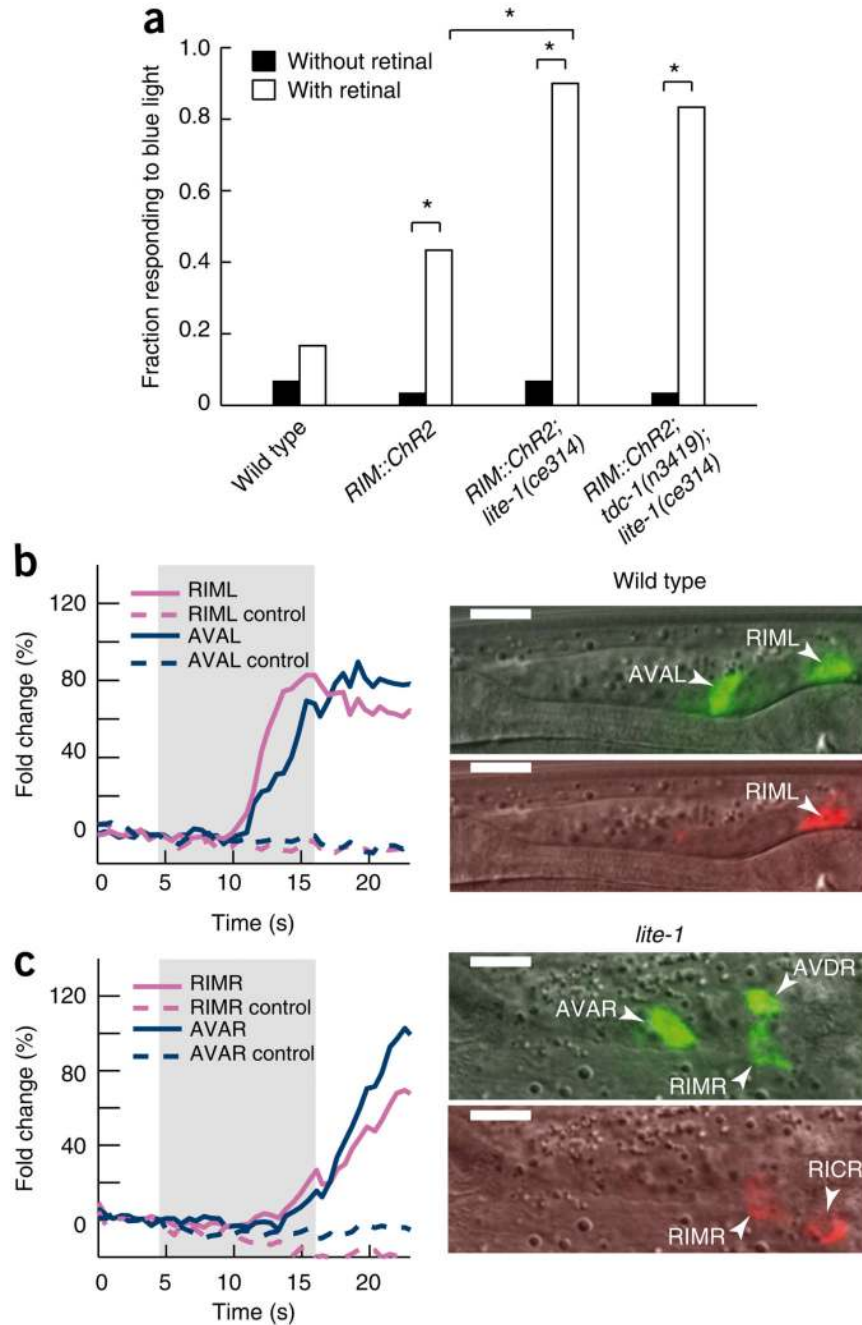 a
Fraction responding to blue light
1.0
0.8
0.6
0.4
0.2
0
Without retinal
With retinal
*
*
*
*
Wild type
RIM::ChR2
RIM::ChR2;
lite-1(ce314)
RIM::ChR2;
tdc-1(n3419);
lite-1(ce314)
b
Fold change (%)
120
80
40
0
RIML
RIML control
AVAL
AVAL control
0 5 10 15 20
Time (s)
Wild type
AVAL
RIML
RIML
c
Fold change (%)
120
80
40
0
RIMR
RIMR control
AVAR
AVAR control
0 5 10 15 20
Time (s)
lite-1
AVAR
AVDR
RIMR
RICR
RIMR